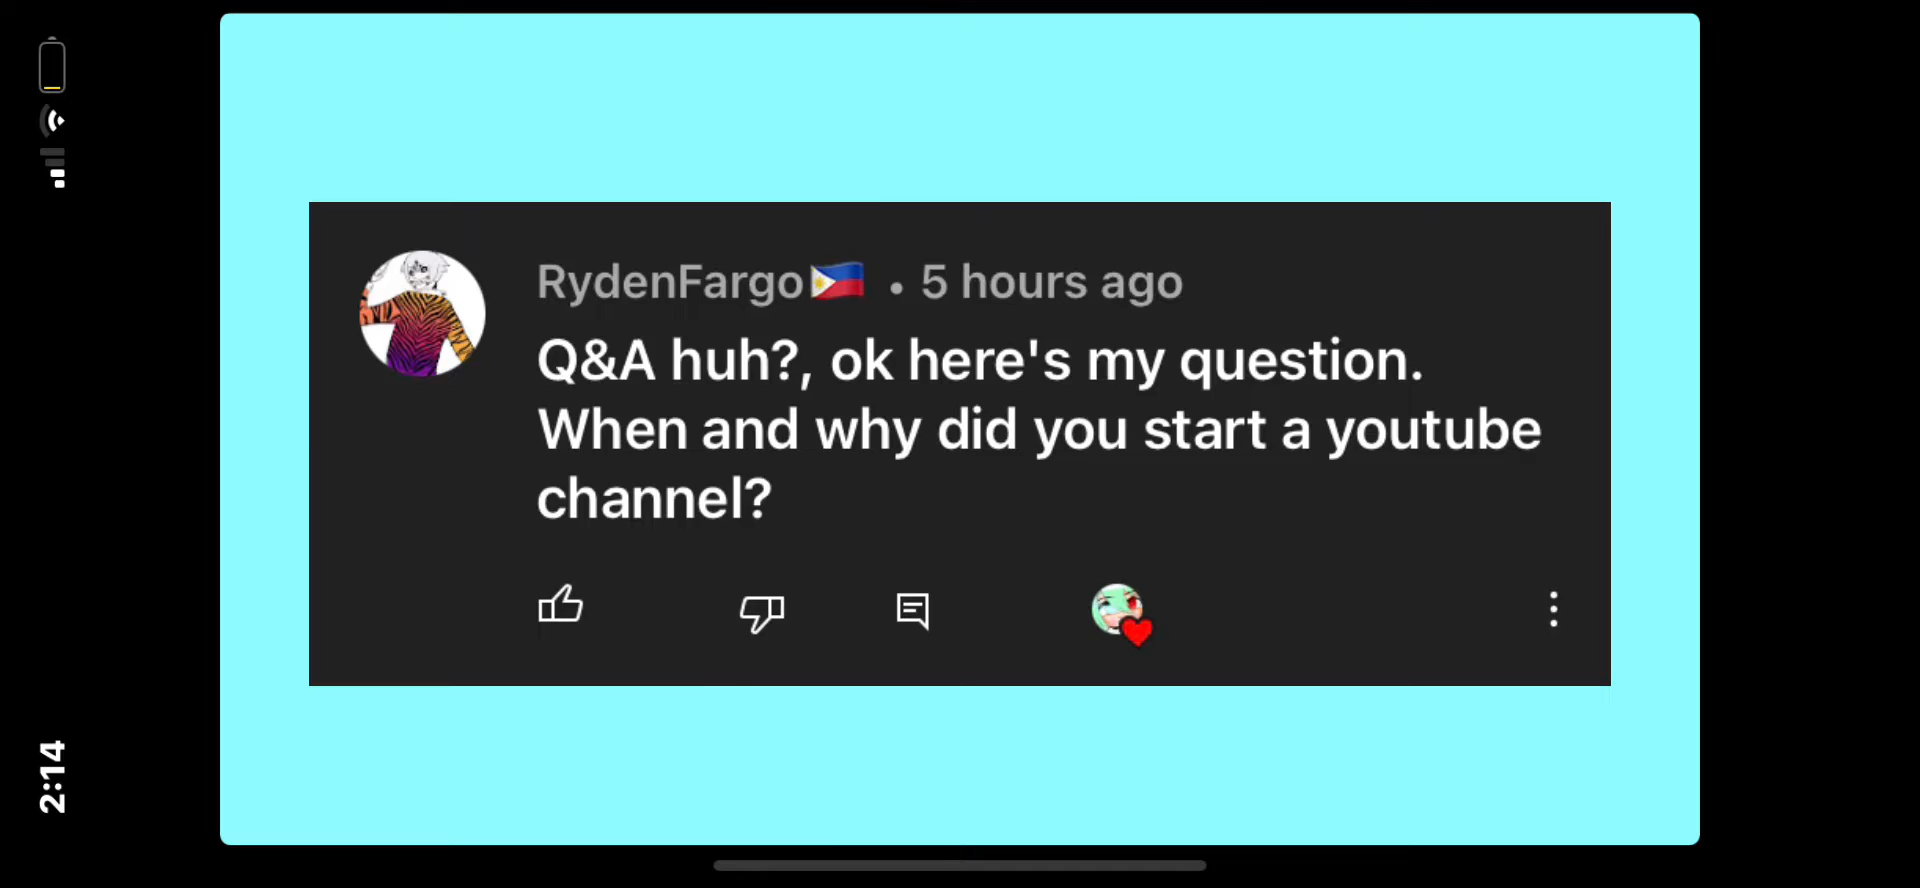 RydenFargo🇵🇭 • 5 hours ago
Q&A huh?, ok here's my question.
When and why did you start a youtube
channel?
2:14